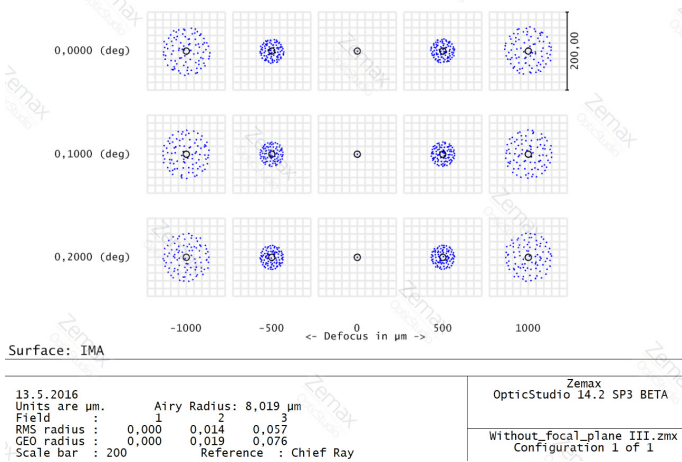 0,0000 (deg)
200,00
0,1000 (deg)
0,2000 (deg)
-1000 -500 0 500 1000
<- Defocus in µm ->
Surface: IMA
13.5.2016
Units are µm. Airy Radius: 8,019 µm
Field : 1 2 3
RMS radius : 0,000 0,014 0,057
GEO radius : 0,000 0,019 0,076
Scale bar : 200 Reference : Chief Ray
Zemax
OpticStudio 14.2 SP3 BETA
Without_focal_plane III.zmx
Configuration 1 of 1
Zemax
OpticStudio